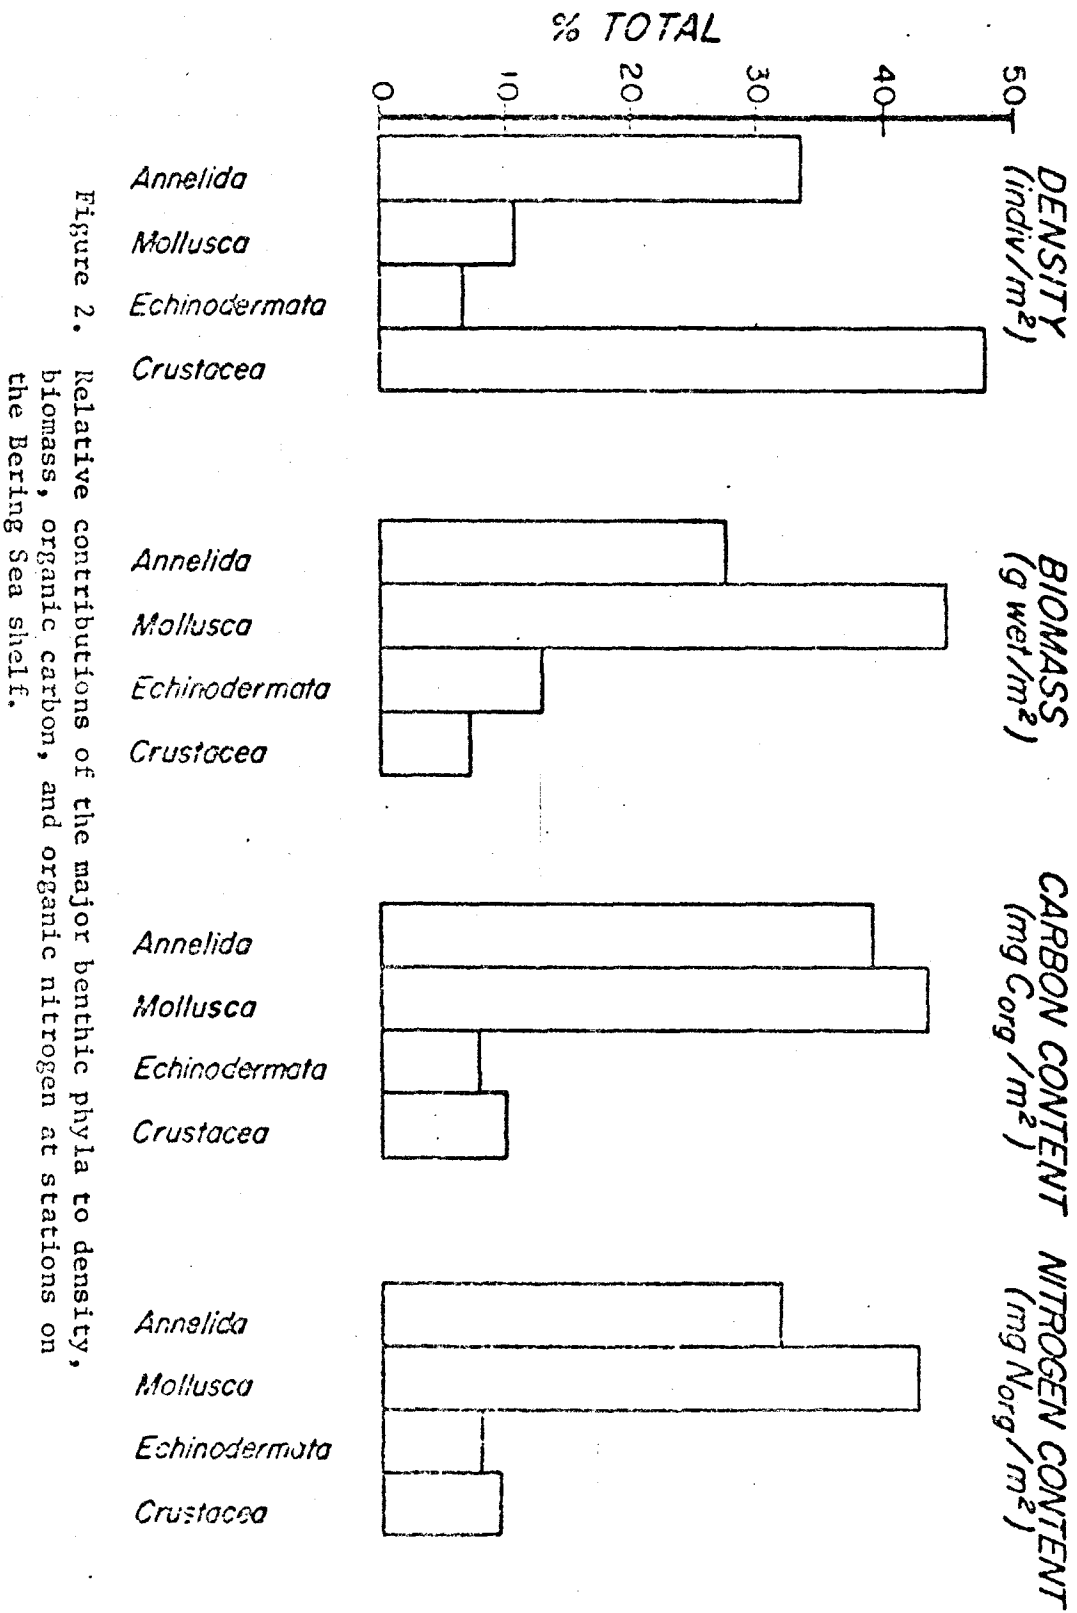 % TOTAL
50
40
30
20
10
0
DENSITY
(indiv/m²)
Annelida
Mollusca
Echinodermata
Crustacea
BIOMASS
(g wet/m²)
Annelida
Mollusca
Echinodermata
Crustacea
CARBON CONTENT
(mg Corg/m²)
Annelida
Mollusca
Echinodermata
Crustacea
NITROGEN CONTENT
(mg Norg/m²)
Annelida
Mollusca
Echinodermata
Crustacea
Figure 2. Relative contributions of the major benthic phyla to density,
biomass, organic carbon, and organic nitrogen at stations on
the Bering Sea shelf.